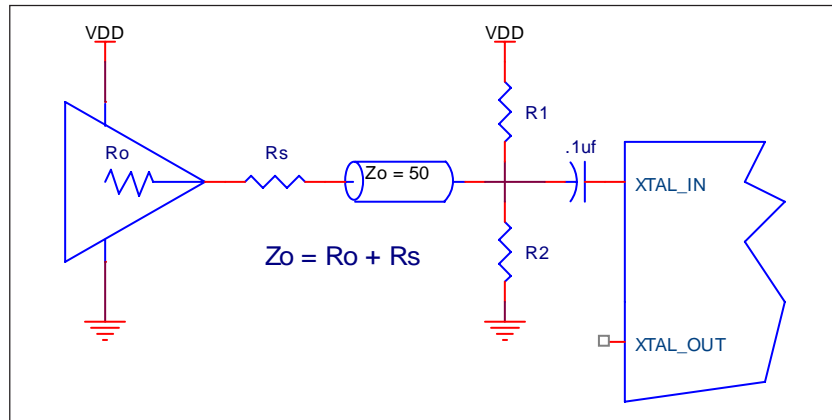 VDD
VDD
R1
Ro
Rs
Zo = 50
.1uf
XTAL_IN
Zo = Ro + Rs
R2
XTAL_OUT